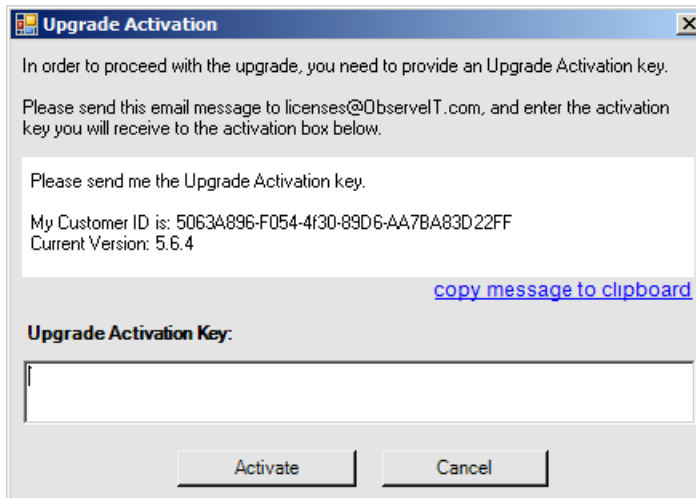 Upgrade Activation
In order to proceed with the upgrade, you need to provide an Upgrade Activation key.
Please send this email message to licenses@ObserveIT.com, and enter the activation
key you will receive to the activation box below.
Please send me the Upgrade Activation key.
My Customer ID is: 5063A896-F054-4f30-89D6-AA7BA83D22FF
Current Version: 5.6.4
copy message to clipboard
Upgrade Activation Key:
Activate Cancel